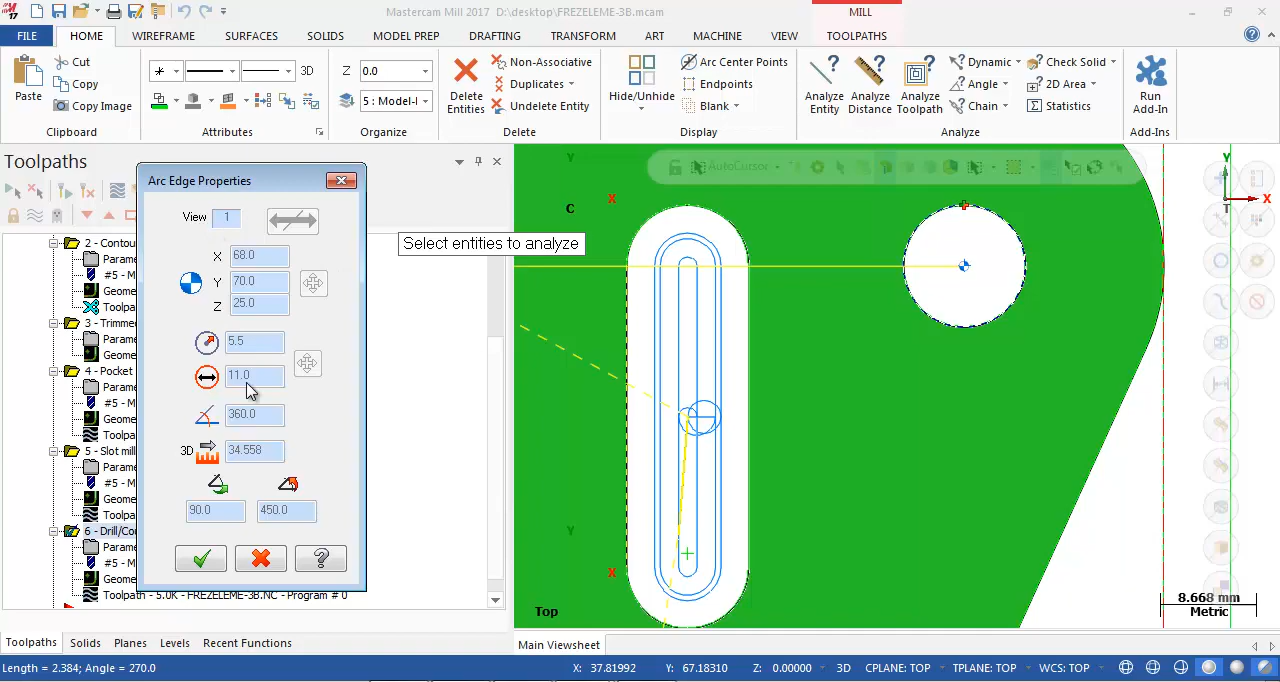 17
Mastercam Mill 2017 D:\desktop\FREZELEME-3B.mcam
MILL
FILE HOME WIREFRAME SURFACES SOLIDS MODEL PREP DRAFTING TRANSFORM ART MACHINE VIEW TOOLPATHS
Paste
Cut
Copy
Copy Image
Clipboard
3D
Attributes
Z 0.0
5 : Model-I
Organize
Delete
Entities
Non-Associative
Duplicates
Undelete Entity
Delete
Hide/Unhide
Arc Center Points
Endpoints
Blank
Display
Analyze
Entity
Analyze
Distance
Analyze
Toolpath
Dynamic
Angle
Chain
Check Solid
2D Area
Statistics
Analyze
Run
Add-In
Add-Ins
Toolpaths
2 - Contou
Parame
#5 - M
Geome
Toolpa
3 - Trimme
Parame
Geome
4 - Pocket
Parame
#5 - M
Geome
Toolpa
5 - Slot mill
Parame
#5 - M
Geome
Toolpa
6 - Drill/Cou
Parame
#5 - M
Geome
Toolpath - 5.0K - FREZELEME-3B.NC - Program # 0
Arc Edge Properties
View 1
X 68.0
Y 70.0
Z 25.0
5.5
11.0
360.0
3D 34.558
90.0 450.0
Select entities to analyze
AutoCursor
Y
X
C
Y
X
Top
Y
X
T
8.668 mm
Metric
Toolpaths Solids Planes Levels Recent Functions
Main Viewsheet
Length = 2.384; Angle = 270.0
X: 37.81992 Y: 67.18310 Z: 0.00000 3D CPLANE: TOP TPLANE: TOP WCS: TOP